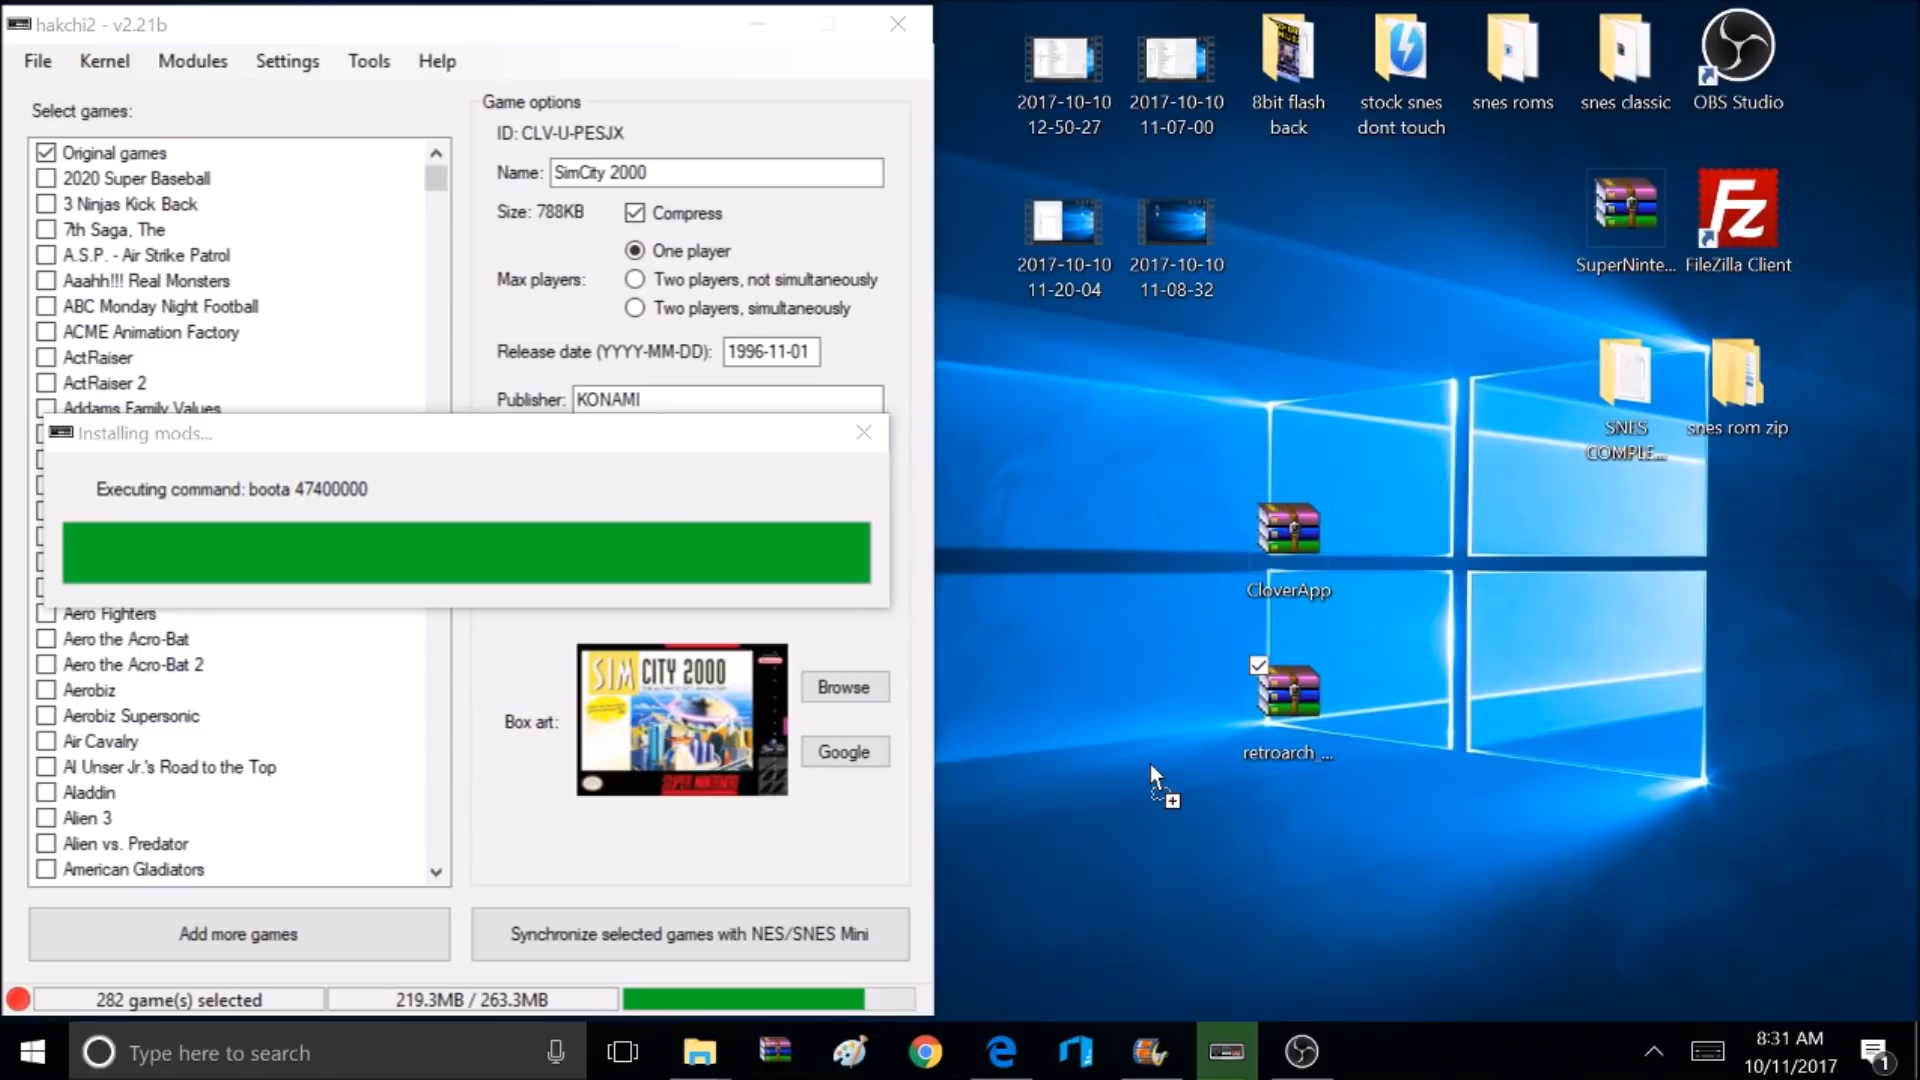 hakchi2 - v2.21b
File Kernel Modules Settings Tools Help
Select games:
Original games
2020 Super Baseball
3 Ninjas Kick Back
7th Saga, The
A.S.P. - Air Strike Patrol
Aaahh!!! Real Monsters
ABC Monday Night Football
ACME Animation Factory
ActRaiser
ActRaiser 2
Addams Family Values
Game options
ID: CLV-U-PESJX
Name: SimCity 2000
Size: 788KB
Compress
Max players:
One player
Two players, not simultaneously
Two players, simultaneously
Release date (YYYY-MM-DD): 1996-11-01
Publisher: KONAMI
Installing mods...
Executing command: boota 47400000
Aero Fighters
Aero the Acro-Bat
Aero the Acro-Bat 2
Aerobiz
Aerobiz Supersonic
Air Cavalry
Al Unser Jr.'s Road to the Top
Aladdin
Alien 3
Alien vs. Predator
American Gladiators
Box art:
SIM CITY 2000
SUPER NINTENDO
Browse
Google
Add more games
Synchronize selected games with NES/SNES Mini
282 game(s) selected
219.3MB / 263.3MB
2017-10-10
12-50-27
2017-10-10
11-07-00
8bit flash
back
stock snes
dont touch
snes roms
snes classic
OBS Studio
2017-10-10
11-20-04
2017-10-10
11-08-32
SuperNinte...
Fz
FileZilla Client
SNES
COMPLE...
snes rom zip
CloverApp
retroarch_...
Type here to search
8:31 AM
10/11/2017
1